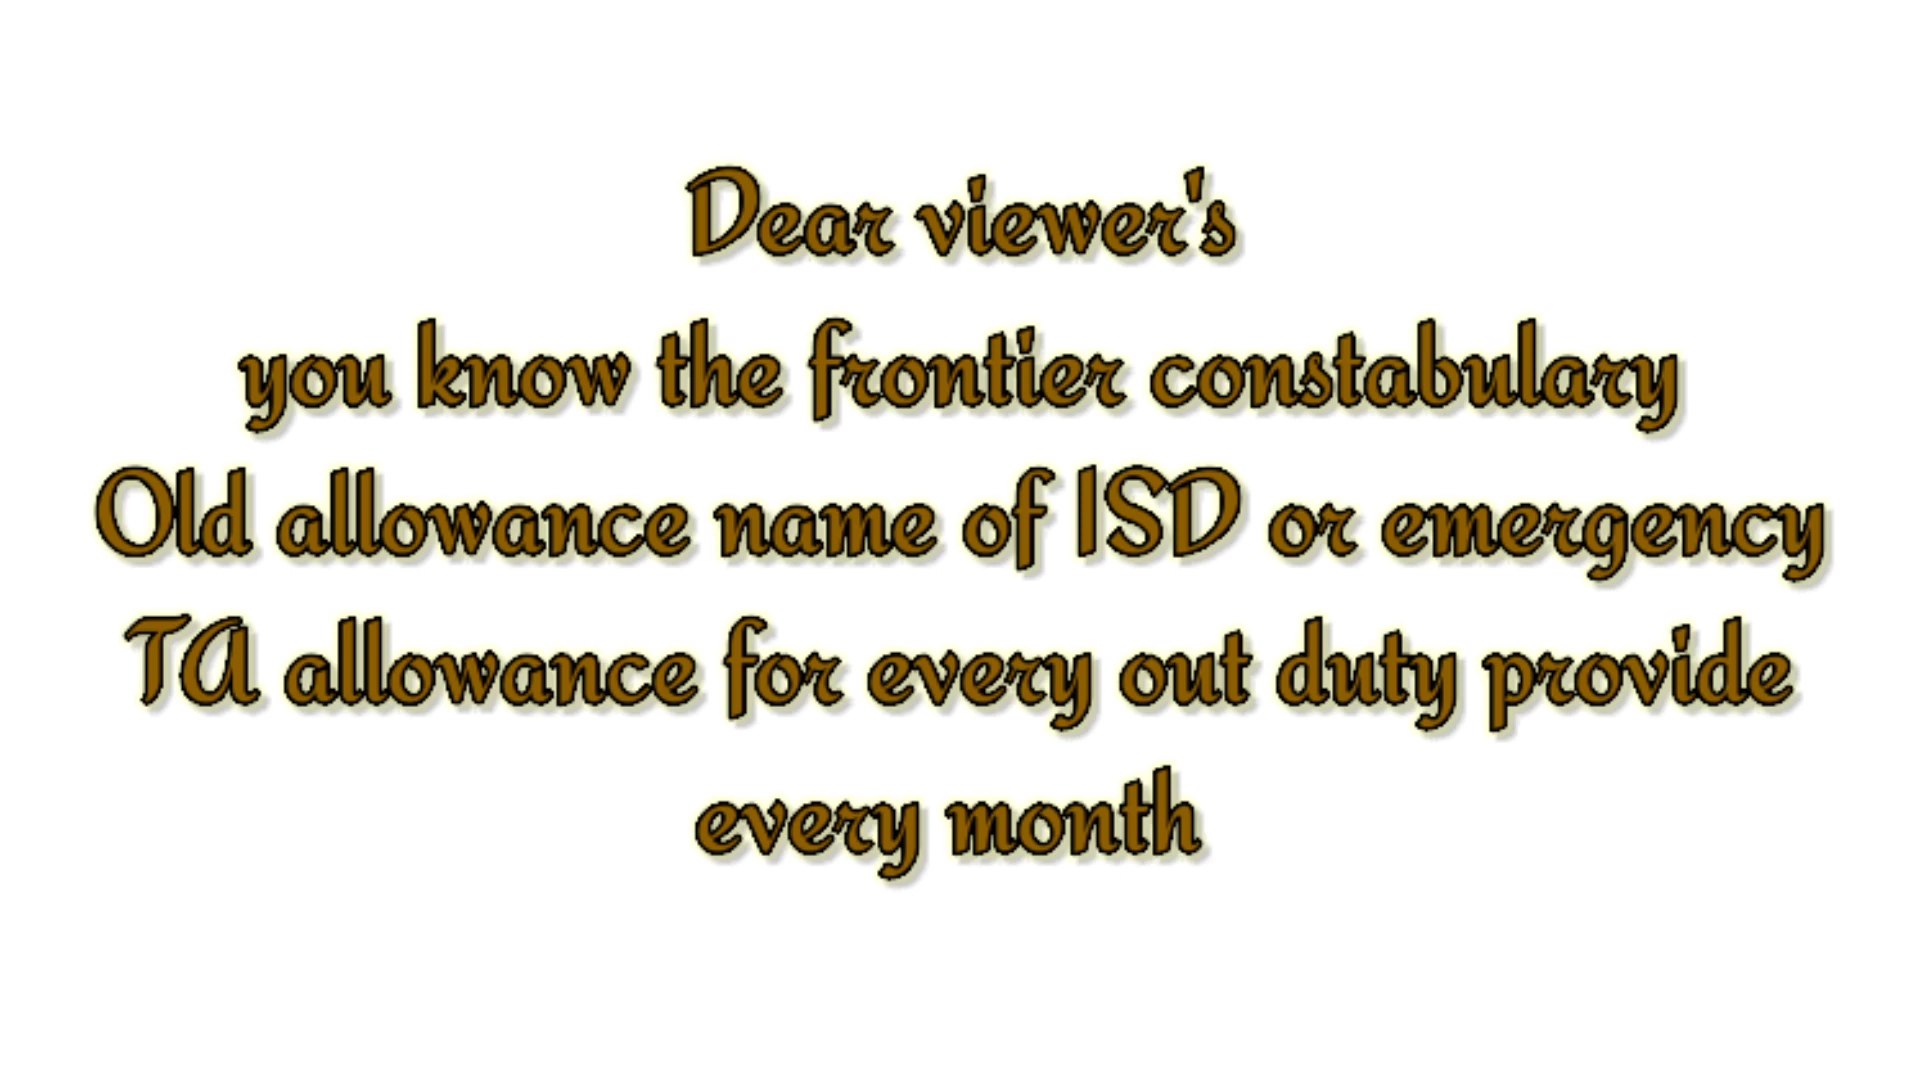 Dear viewer's
you know the frontier constabulary
Old allowance name of ISD or emergency
TA allowance for every out duty provide
every month